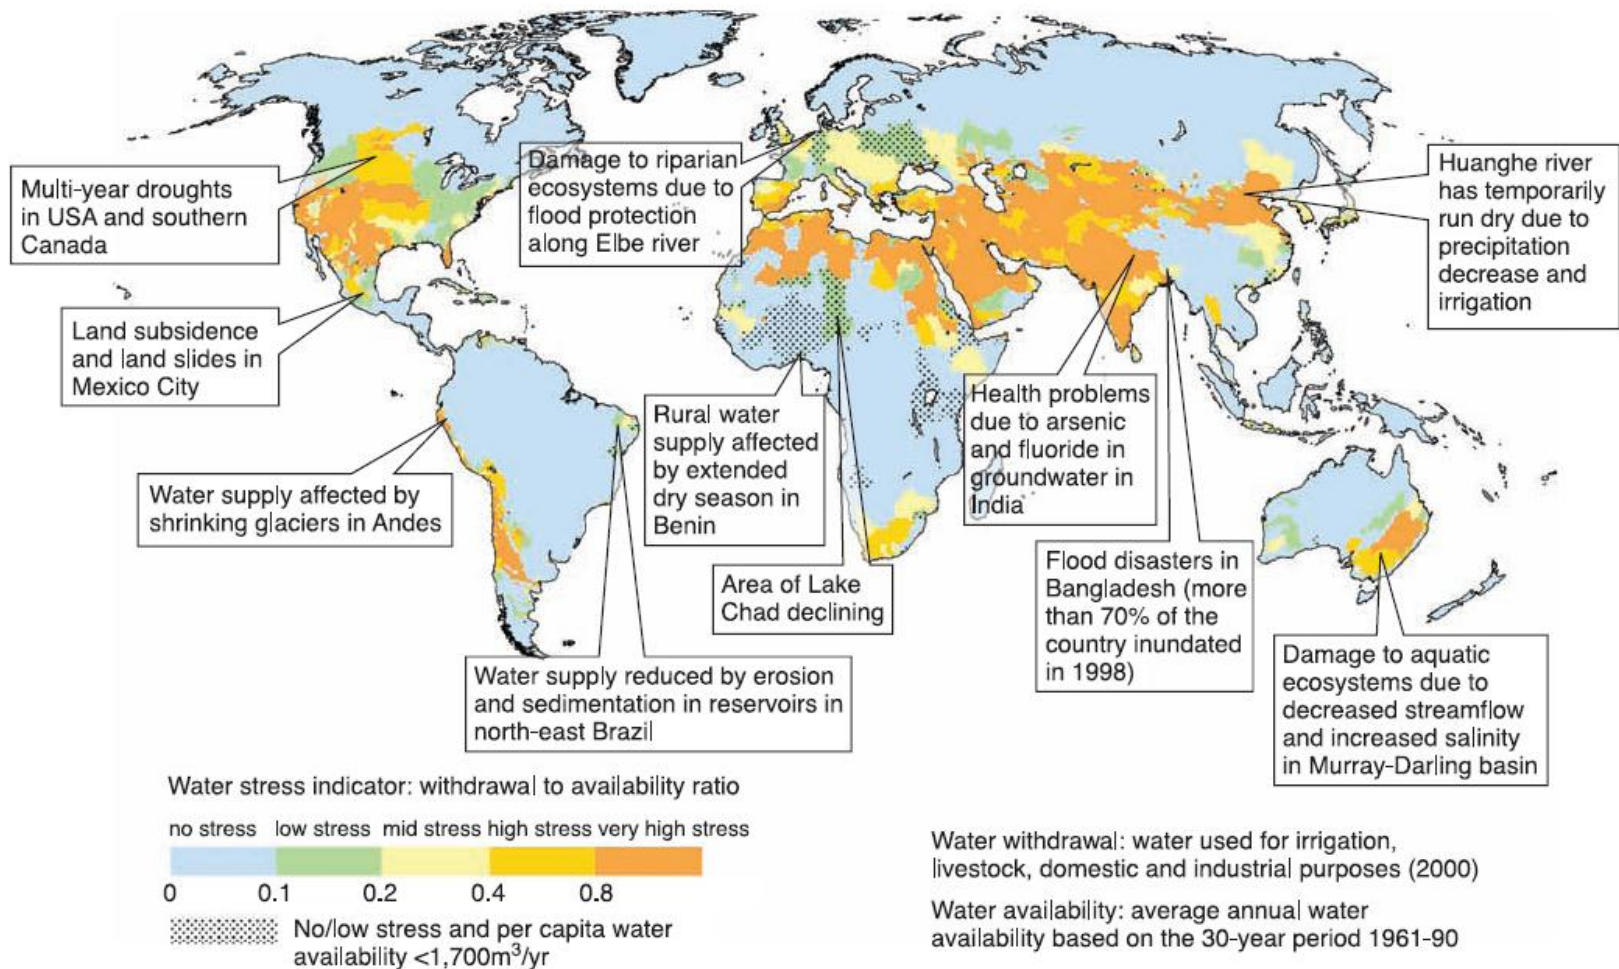 Multi-year droughts
in USA and southern
Canada
Damage to riparian
ecosystems due to
flood protection
along Elbe river
Huanghe river
has temporarily
run dry due to
precipitation
decrease and
irrigation
Land subsidence
and land slides in
Mexico City
Water supply affected by
shrinking glaciers in Andes
Rural water
supply affected
by extended
dry season in
Benin
Health problems
due to arsenic
and fluoride in
groundwater in
India
Area of Lake
Chad declining
Flood disasters in
Bangladesh (more
than 70% of the
country inundated
in 1998)
Water supply reduced by erosion
and sedimentation in reservoirs in
north-east Brazil
Damage to aquatic
ecosystems due to
decreased streamflow
and increased salinity
in Murray-Darling basin
Water stress indicator: withdrawal to availability ratio
no stress low stress mid stress high stress very high stress
0 0.1 0.2 0.4 0.8
No/low stress and per capita water
availability <1,700m³/yr
Water withdrawal: water used for irrigation,
livestock, domestic and industrial purposes (2000)
Water availability: average annual water
availability based on the 30-year period 1961-90